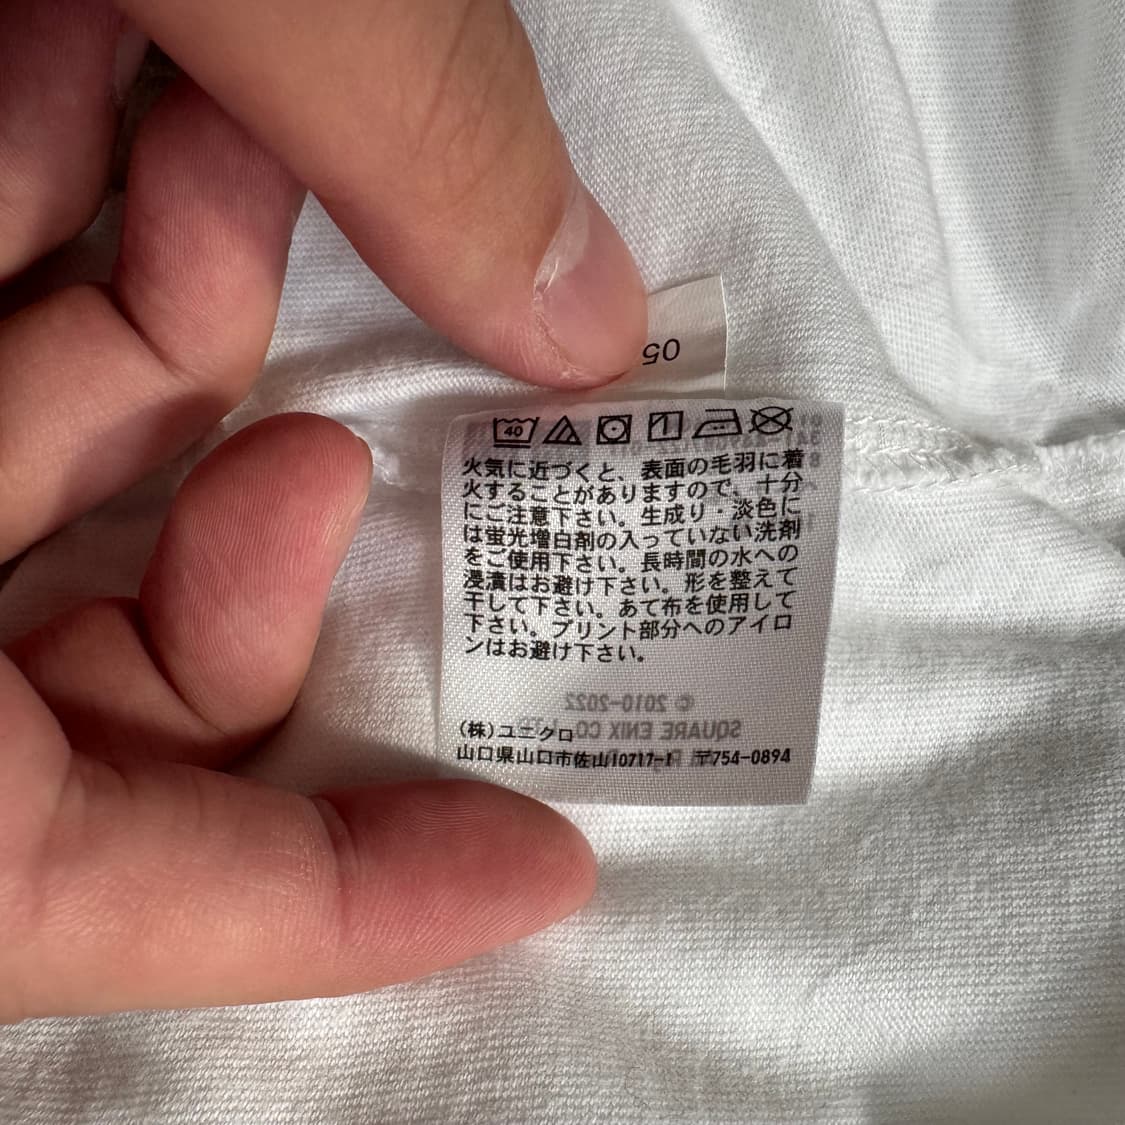 05
40
火気に近づくと、表面の毛羽に着
火することがありますので、十分
にご注意下さい。生成り・淡色に
は蛍光増白剤の入っていない洗剤
をご使用下さい。長時間の水への
浸漬はお避け下さい。形を整えて
干して下さい。あて布を使用して
下さい。プリント部分へのアイロ
ンはお避け下さい。
© 2010-2022
SQUARE ENIX CO., LTD.
(株)ユニクロ
山口県山口市佐山10717-1 〒754-0894